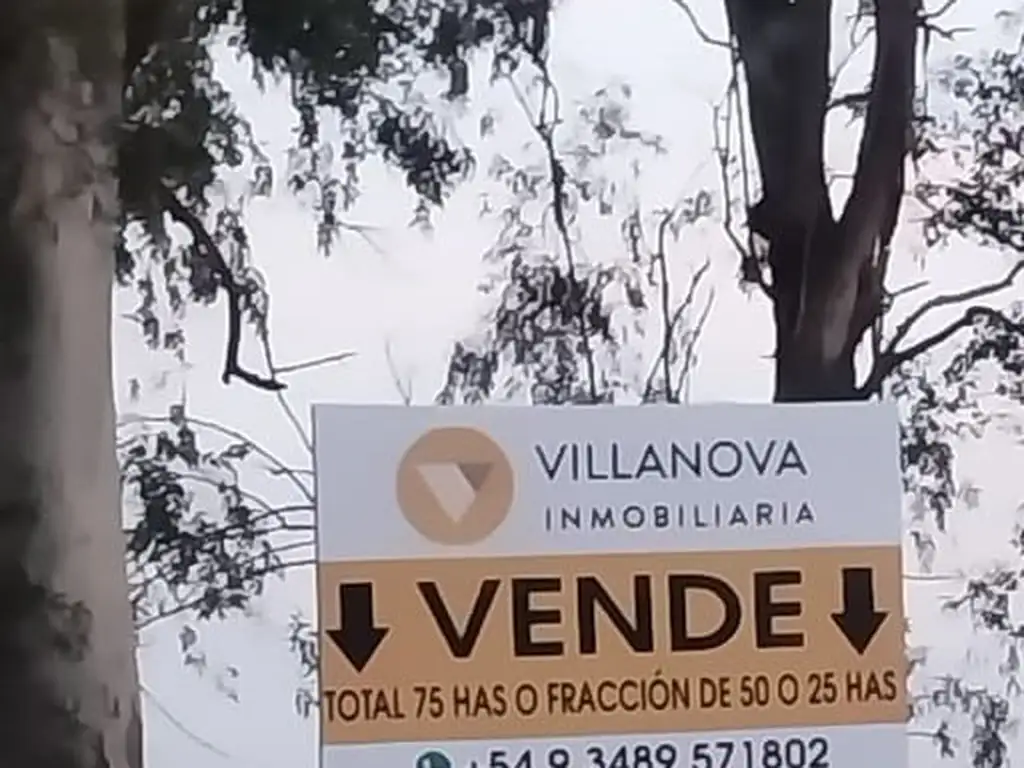 VILLANOVA
INMOBILIARIA
VENDE
TOTAL 75 HAS O FRACCIÓN DE 50 O 25 HAS
+54 9 3489 571802